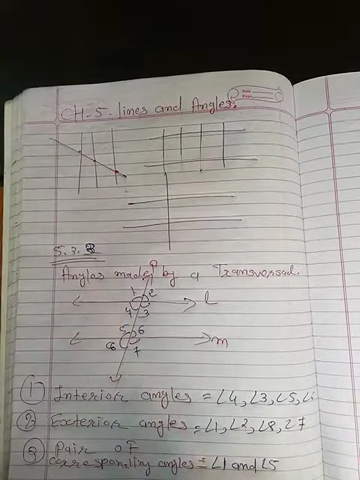 CH-5. lines and Angles.
5.3.3
Angles made by a Transversal.
1 2
4 3
l
5 6
8 7
m
① Interior angles = ∠4, ∠3, ∠5, ∠6
② Exterior angles = ∠1, ∠2, ∠8, ∠7
③ Pair of
corresponding angles = ∠1 and ∠5